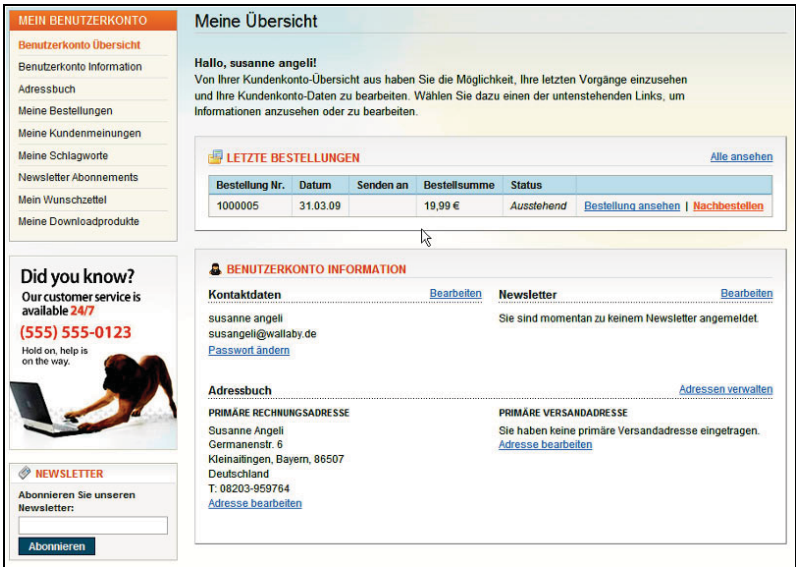 MEIN BENUTZERKONTO
Benutzerkonto Übersicht
Benutzerkonto Information
Adressbuch
Meine Bestellungen
Meine Kundenmeinungen
Meine Schlagworte
Newsletter Abonnements
Mein Wunschzettel
Meine Downloadprodukte
Did you know?
Our customer service is
available 24/7
(555) 555-0123
Hold on, help is
on the way.
NEWSLETTER
Abonnieren Sie unseren
Newsletter:
Abonnieren
Meine Übersicht
Hallo, susanne angeli!
Von Ihrer Kundenkonto-Übersicht aus haben Sie die Möglichkeit, Ihre letzten Vorgänge einzusehen
und Ihre Kundenkonto-Daten zu bearbeiten. Wählen Sie dazu einen der untenstehenden Links, um
Informationen anzusehen oder zu bearbeiten.
LETZTE BESTELLUNGEN Alle ansehen
Bestellung Nr. Datum Senden an Bestellsumme Status
1000005 31.03.09 19,99 € Ausstehend Bestellung ansehen | Nachbestellen
BENUTZERKONTO INFORMATION
Kontaktdaten Bearbeiten
susanne angeli
susangeli@wallaby.de
Passwort ändern
Newsletter Bearbeiten
Sie sind momentan zu keinem Newsletter angemeldet.
Adressbuch Adressen verwalten
PRIMÄRE RECHNUNGSADRESSE
Susanne Angeli
Germanenstr. 6
Kleinaitingen, Bayern, 86507
Deutschland
T: 08203-959764
Adresse bearbeiten
PRIMÄRE VERSANDADRESSE
Sie haben keine primäre Versandadresse eingetragen.
Adresse bearbeiten